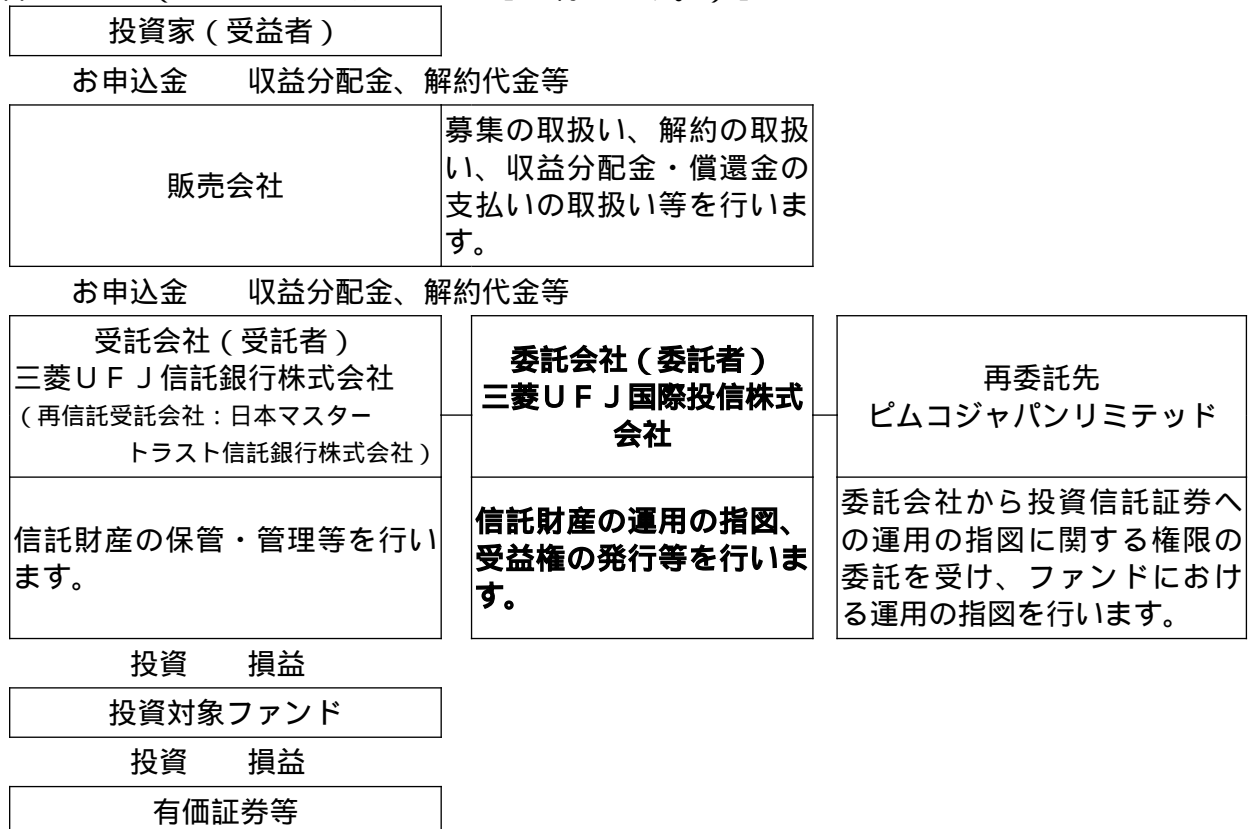 投資家（受益者）
お申込金　　収益分配金、解約代金等
販売会社
募集の取扱い、解約の取扱
い、収益分配金・償還金の
支払いの取扱い等を行いま
す。
お申込金　　収益分配金、解約代金等
受託会社（受託者）
三菱ＵＦＪ信託銀行株式会社
（再信託受託会社：日本マスター
トラスト信託銀行株式会社）
委託会社（委託者）
三菱ＵＦＪ国際投信株式
会社
再委託先
ピムコジャパンリミテッド
信託財産の保管・管理等を行い
ます。
信託財産の運用の指図、
受益権の発行等を行いま
す。
委託会社から投資信託証券へ
の運用の指図に関する権限の
委託を受け、ファンドにおけ
る運用の指図を行います。
投資　　損益
投資対象ファンド
投資　　損益
有価証券等